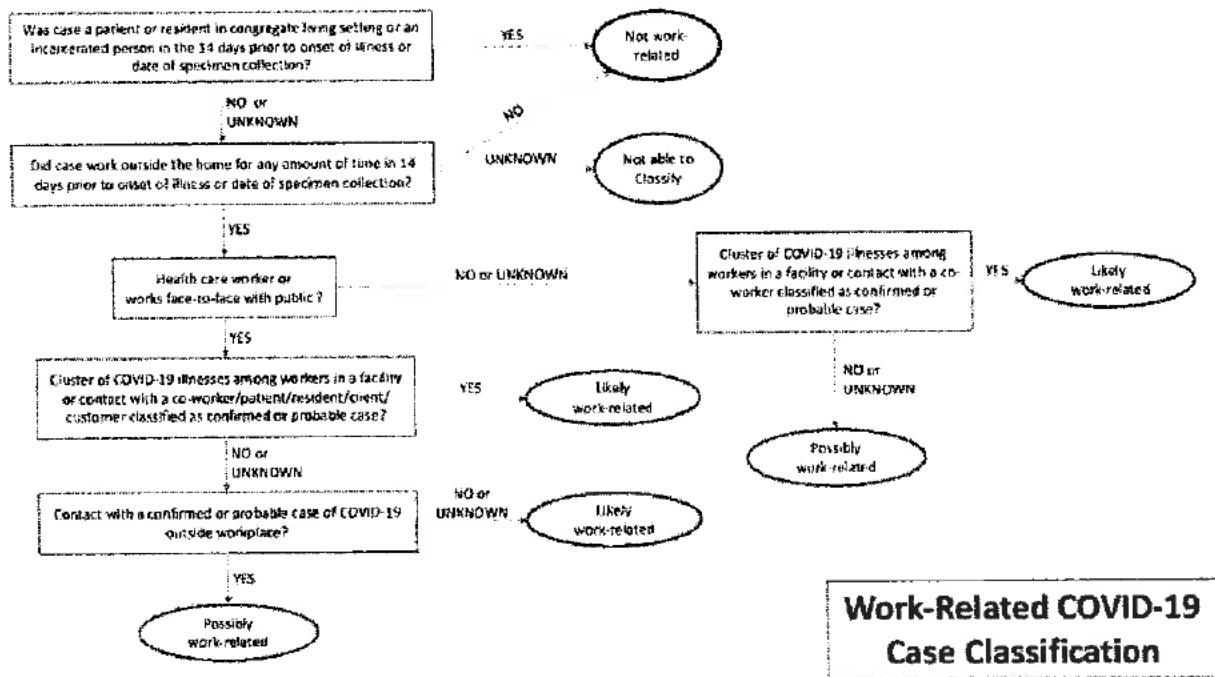 Was case a patient or resident in congregate living setting or an
incarcerated person in the 14 days prior to onset of illness or
date of specimen collection?
YES
Not work-
related
NO or
UNKNOWN
NO
Did case work outside the home for any amount of time in 14
days prior to onset of illness or date of specimen collection?
UNKNOWN
Not able to
Classify
YES
Health care worker or
works face-to-face with public?
NO or UNKNOWN
Cluster of COVID-19 illnesses among
workers in a facility or contact with a co-
worker classified as confirmed or
probable case?
YES
Likely
work-related
YES
NO or
UNKNOWN
Possibly
work-related
Cluster of COVID-19 illnesses among workers in a facility
or contact with a co-worker/patient/resident/client/
customer classified as confirmed or probable case?
YES
Likely
work-related
NO or
UNKNOWN
Contact with a confirmed or probable case of COVID-19
outside workplace?
NO or
UNKNOWN
Likely
work-related
YES
Possibly
work-related
Work-Related COVID-19
Case Classification